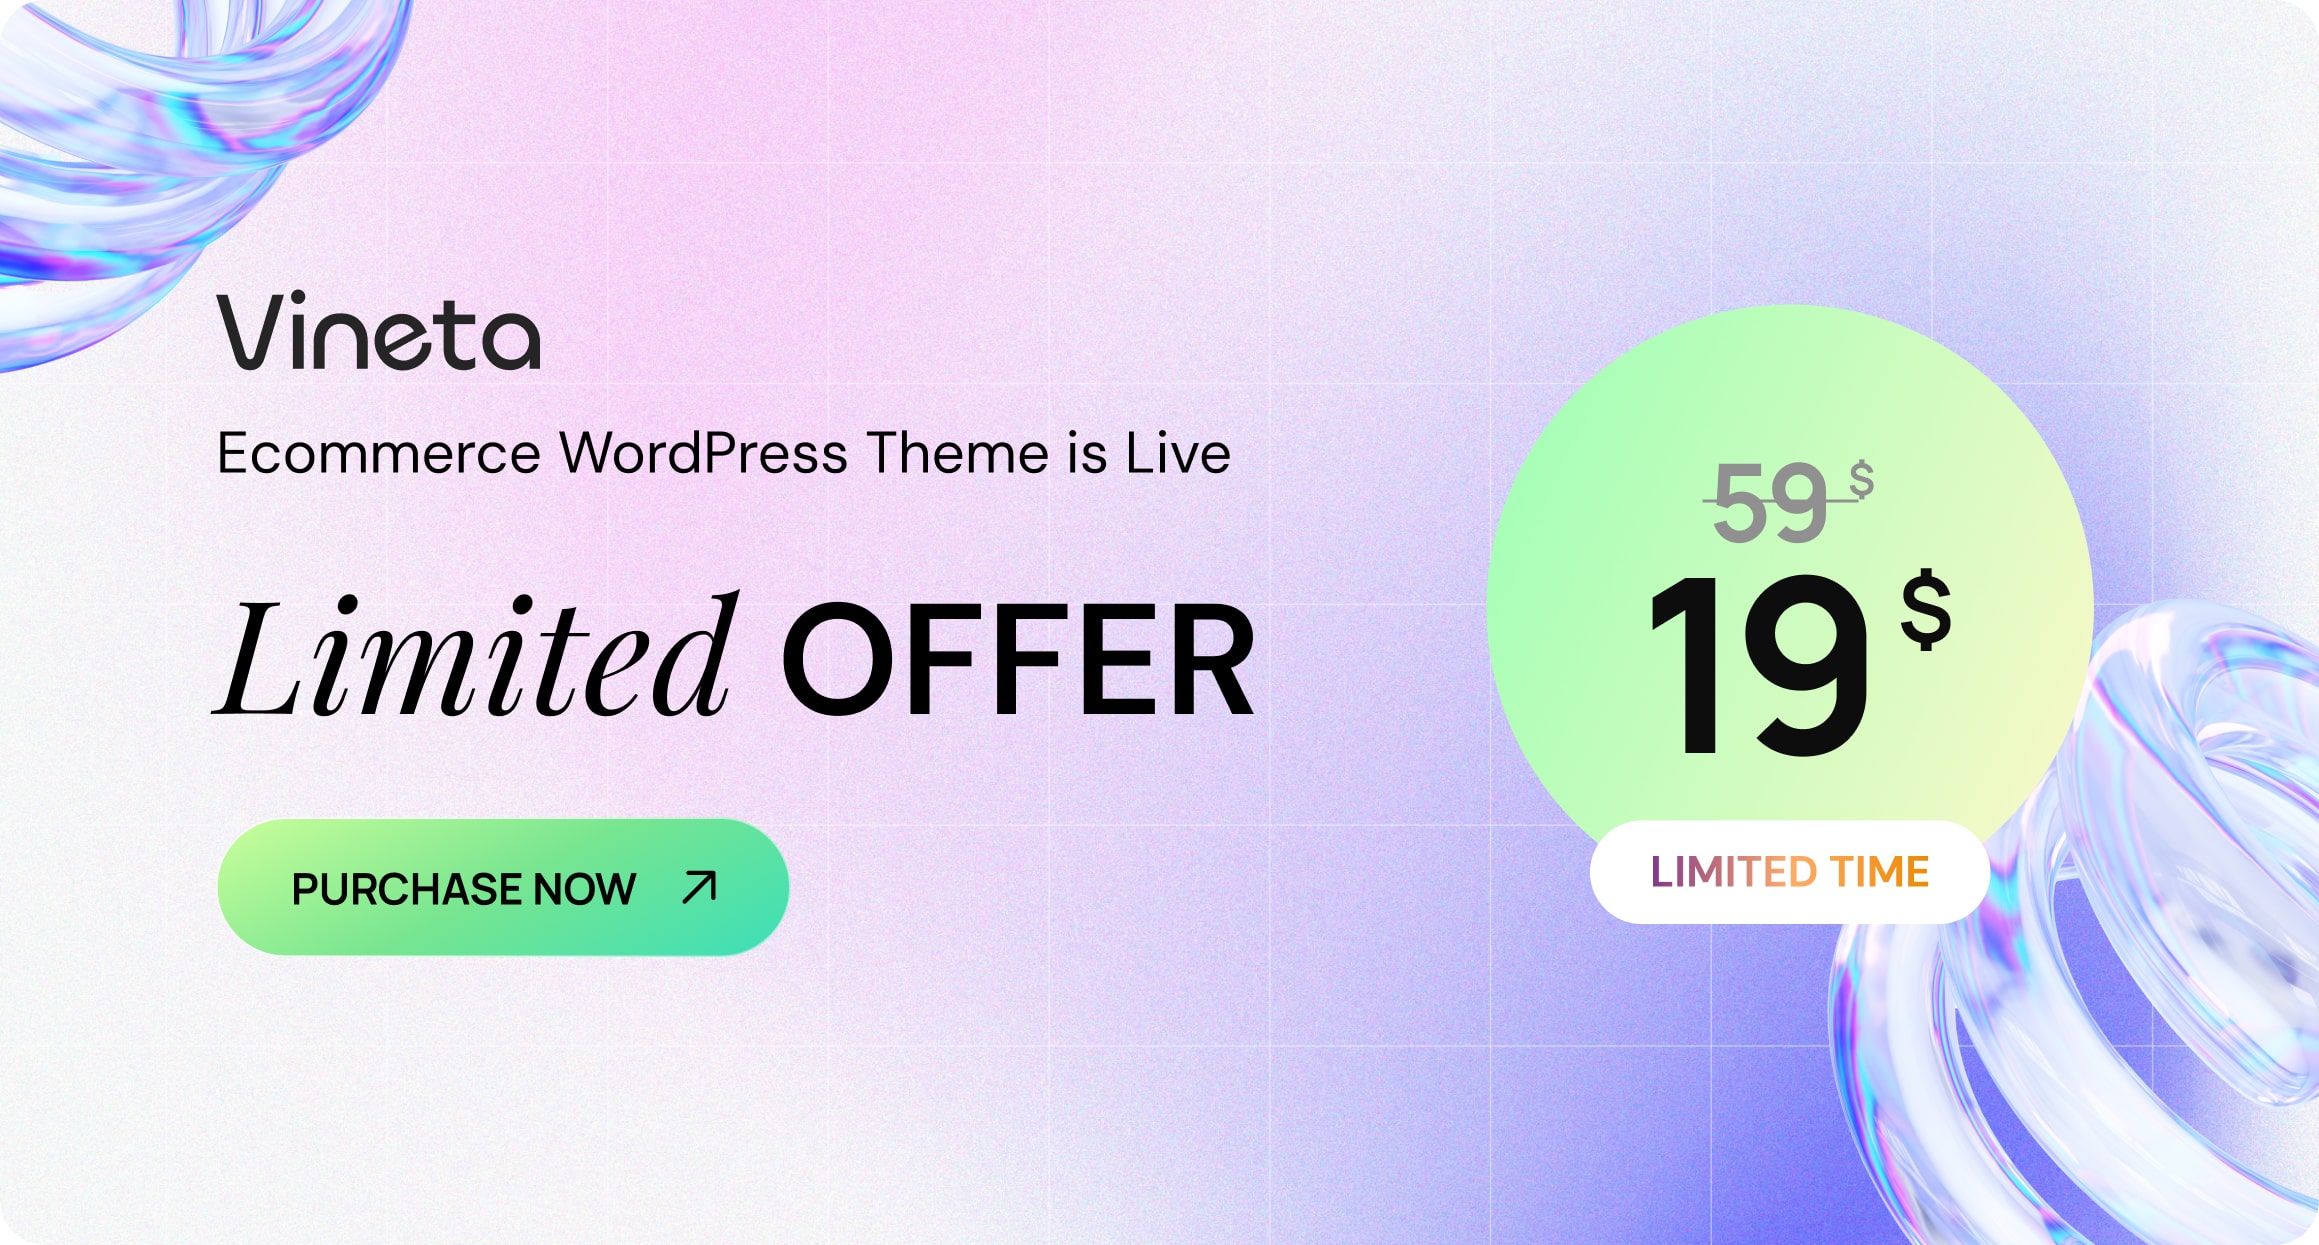 Vineta
Ecommerce WordPress Theme is Live
Limited OFFER
PURCHASE NOW
59$
19$
LIMITED TIME